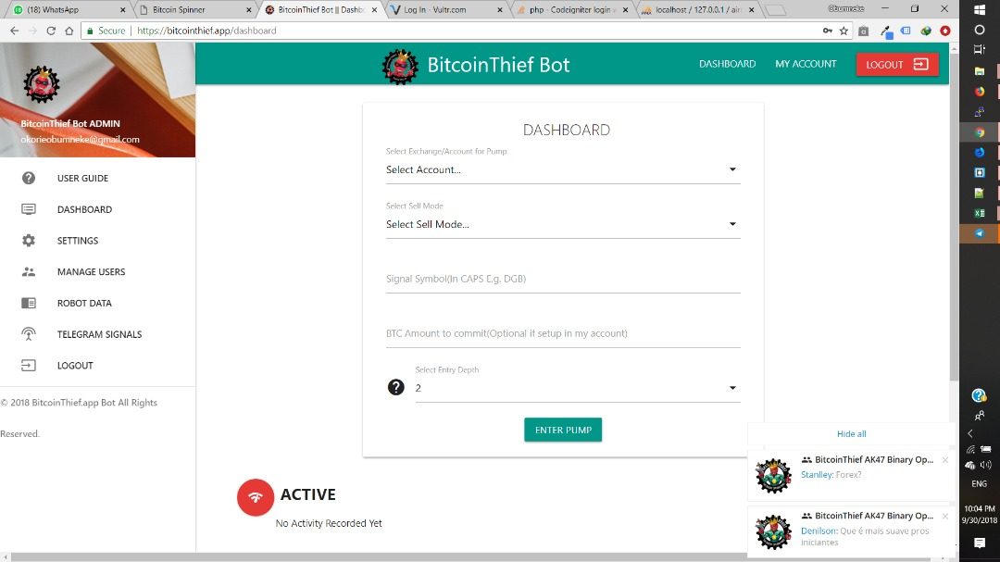 (18) WhatsApp
Bitcoin Spinner
BitcoinThief Bot || Dashb
Log In - Vultr.com
php - Codeigniter login v
localhost / 127.0.0.1 / air
Obumneke
Secure
https://bitcointhief.app/dashboard
BitcoinThief Bot
DASHBOARD
MY ACCOUNT
LOGOUT
BitcoinThief Bot ADMIN
okorieobumneke@gmail.com
USER GUIDE
DASHBOARD
SETTINGS
MANAGE USERS
ROBOT DATA
TELEGRAM SIGNALS
LOGOUT
© 2018 BitcoinThief.app Bot All Rights
Reserved.
DASHBOARD
Select Exchange/Account for Pump
Select Account...
Select Sell Mode
Select Sell Mode...
Signal Symbol(In CAPS E.g. DGB)
BTC Amount to commit(Optional if setup in my account)
Select Entry Depth
2
ENTER PUMP
ACTIVE
No Activity Recorded Yet
Hide all
BitcoinThief AK47 Binary Op...
Stanlley: Forex?
BitcoinThief AK47 Binary Op...
Denilson: Que é mais suave pros
iniciantes
ENG
10:04 PM
9/30/2018